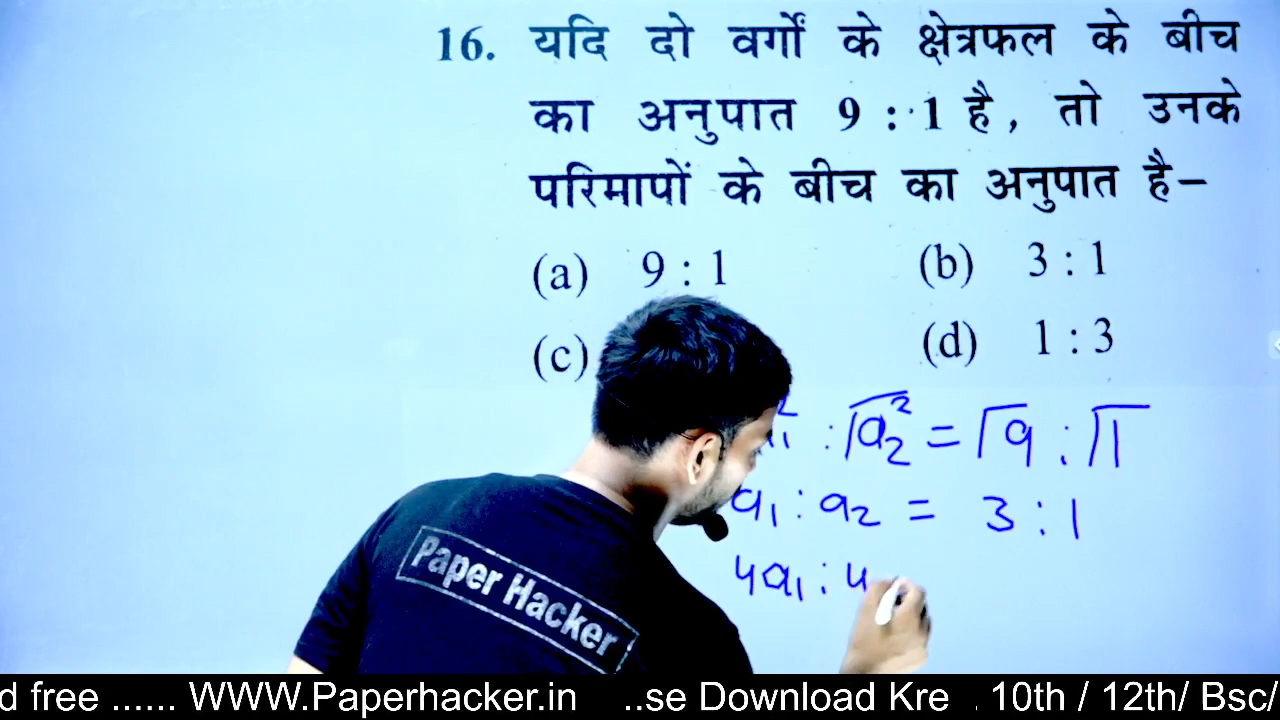 16. यदि दो वर्गों के क्षेत्रफल के बीच
का अनुपात 9 : 1 है, तो उनके
परिमापों के बीच का अनुपात है–
(a) 9 : 1 (b) 3 : 1
(c) (d) 1 : 3
: √a₂² = √9 : √1
a₁ : a₂ = 3 : 1
4a₁ : 4
Paper Hacker
d free ...... WWW.Paperhacker.in ..se Download Kre . 10th / 12th/ Bsc/